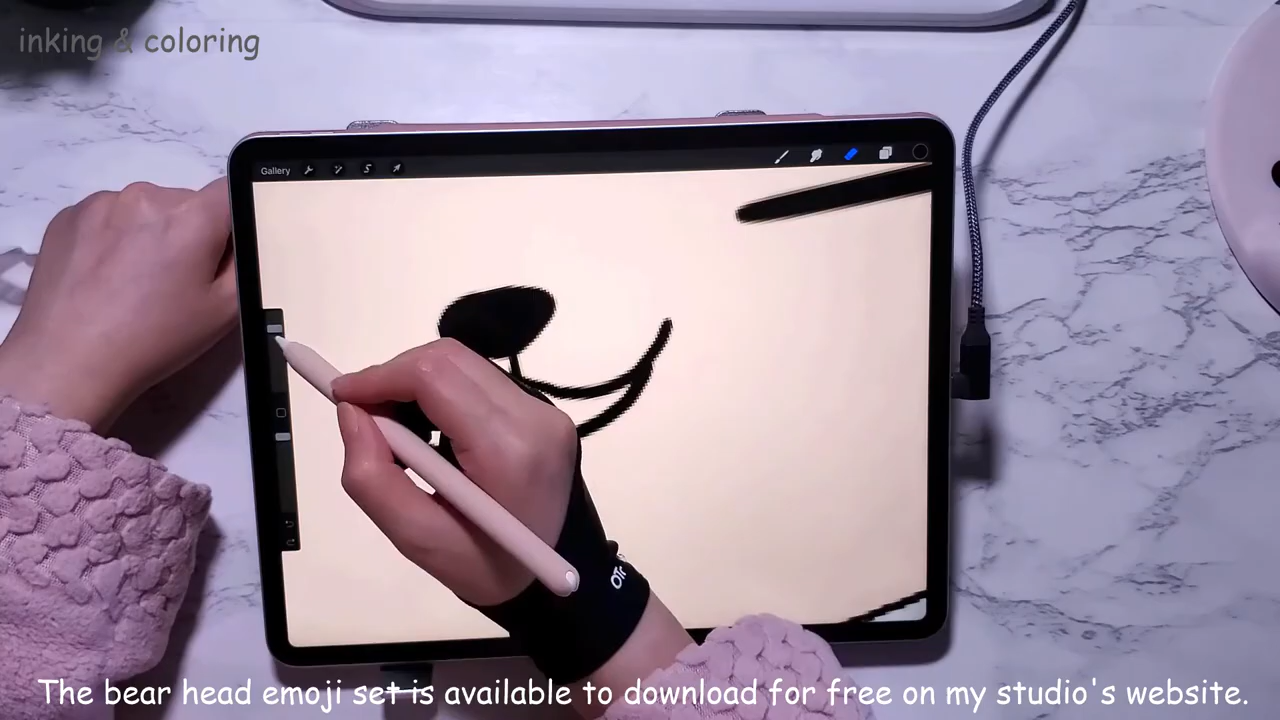 inking & coloring
Gallery
The bear head emoji set is available to download for free on my studio's website.